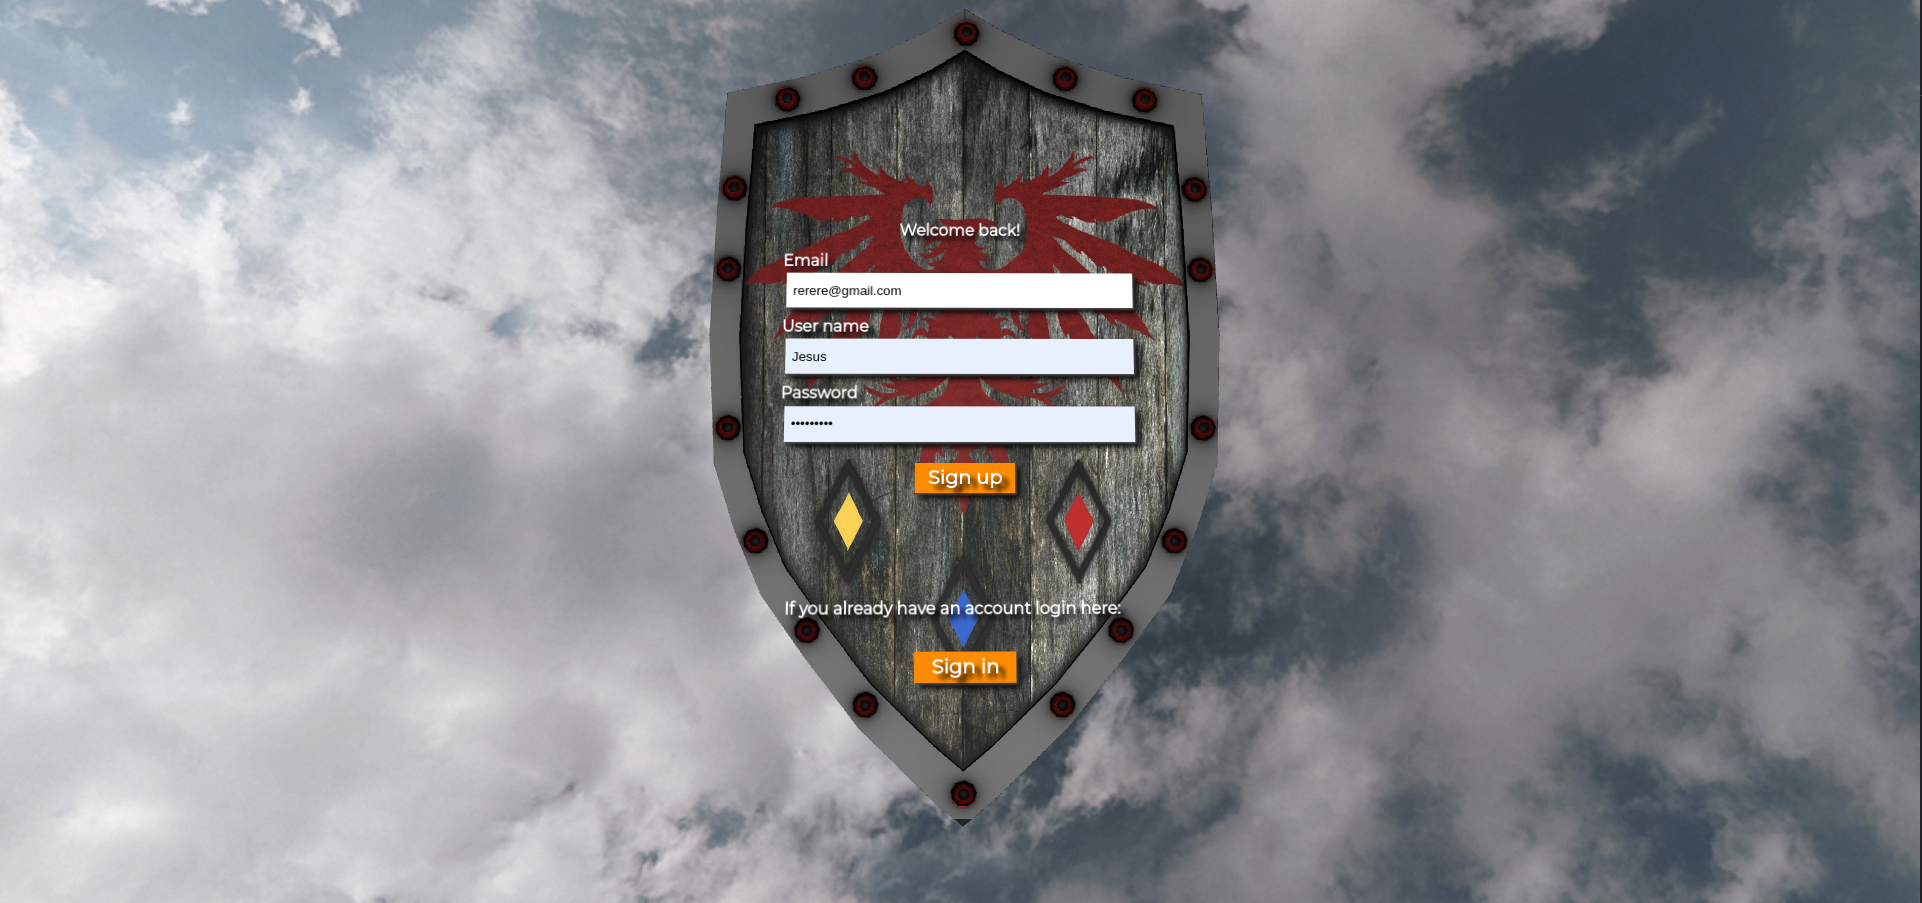 Welcome back!
Email
rerere@gmail.com
User name
Jesus
Password
•••••••••
Sign up
If you already have an account login here:
Sign in